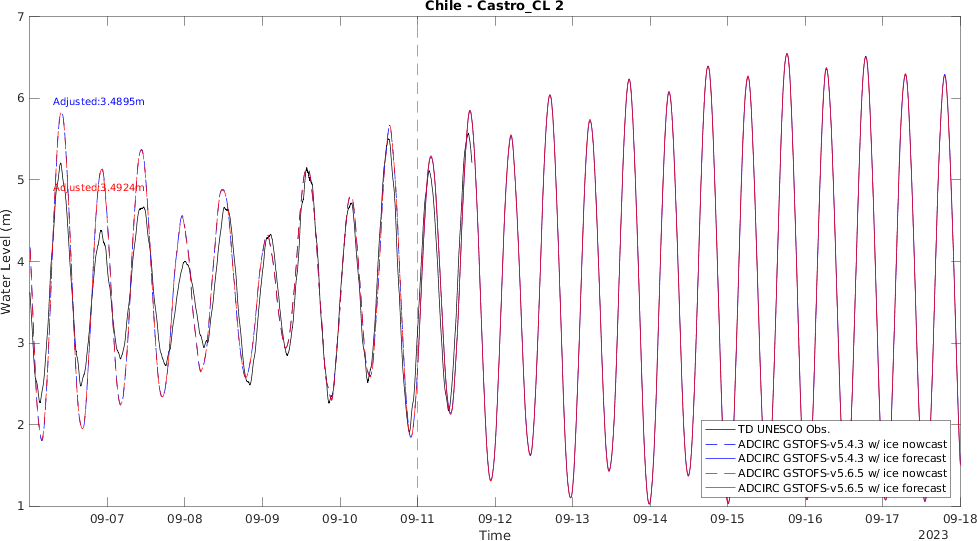 Chile - Castro_CL 2
7
6
5
4
3
2
1
Water Level (m)
Adjusted:3.4895m
Adjusted:3.4924m
TD UNESCO Obs.
ADCIRC GSTOFS-v5.4.3 w/ ice nowcast
ADCIRC GSTOFS-v5.4.3 w/ ice forecast
ADCIRC GSTOFS-v5.6.5 w/ ice nowcast
ADCIRC GSTOFS-v5.6.5 w/ ice forecast
09-07 09-08 09-09 09-10 09-11 09-12 09-13 09-14 09-15 09-16 09-17 09-18
Time
2023